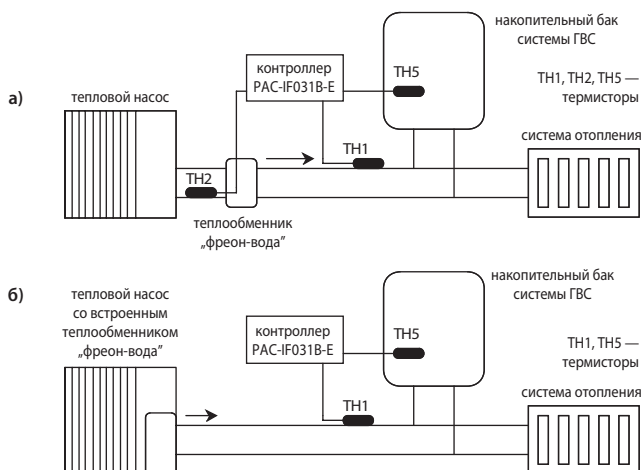 а)
тепловой насос
контроллер
PAC-IF031B-E
TH5
накопительный бак
системы ГВС
TH1, TH2, TH5 —
термисторы
система отопления
TH1
TH2
теплообменник
„фреон-вода”
б)
тепловой насос
со встроенным
теплообменником
„фреон-вода”
контроллер
PAC-IF031B-E
TH5
накопительный бак
системы ГВС
TH1, TH5 —
термисторы
система отопления
TH1